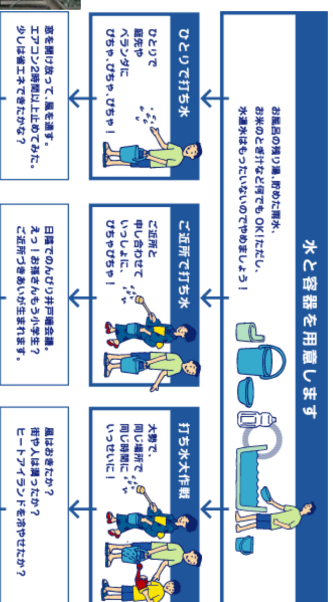 水と容器を用意します
お風呂の残り湯、貯めた雨水、
お米のとぎ汁など何でもOK!ただし、
水道水はもったいないのでやめましょう!
ひとりで打ち水
ひとりで
庭先や
ベランダに
ぴちゃ、ぴちゃ、ぴちゃ!
窓を開け放って、風を通す。
エアコン2時間以上止めてみた。
少しは省エネできたかな?
ご近所で打ち水
ご近所と
申し合わせて
いっしょに、
ぴちゃぴちゃ!
日陰でのんびり井戸端会議。
えっ!お孫さんもう小学生?
ご近所づきあいが生まれます。
打ち水大作戦
大勢で、
同じ場所で
同じ時間に
いっせいに!
風はおきたか?
街や人は潤ったか?
ヒートアイランドを冷やせたか?